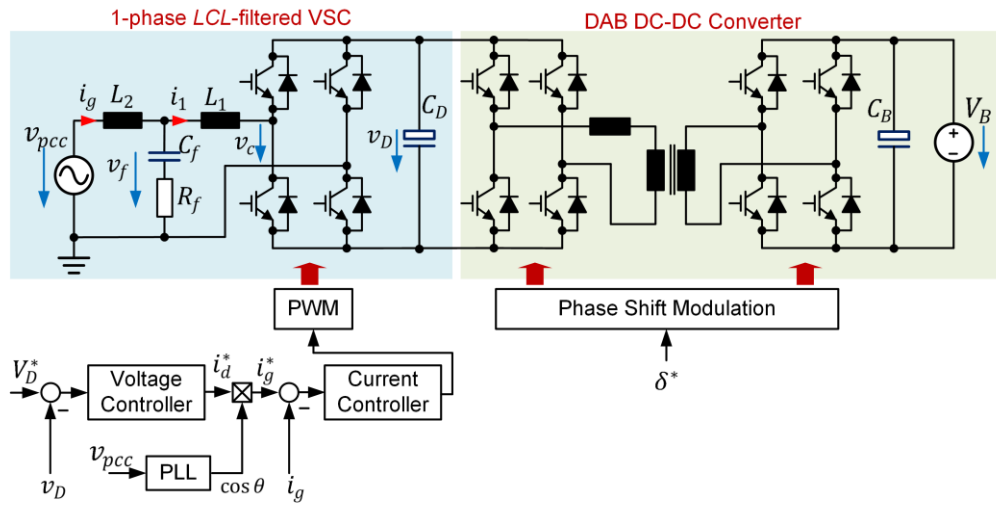 1-phase LCL-filtered VSC
DAB DC-DC Converter
i_g L_2 i_1 L_1
v_pcc
v_f
C_f
R_f
v_c
v_D
C_D
C_B
V_B
+
−
PWM
Phase Shift Modulation
δ*
V_D*
−
Voltage
Controller
i_d*
i_g*
−
Current
Controller
v_D
v_pcc
PLL
cos θ
i_g